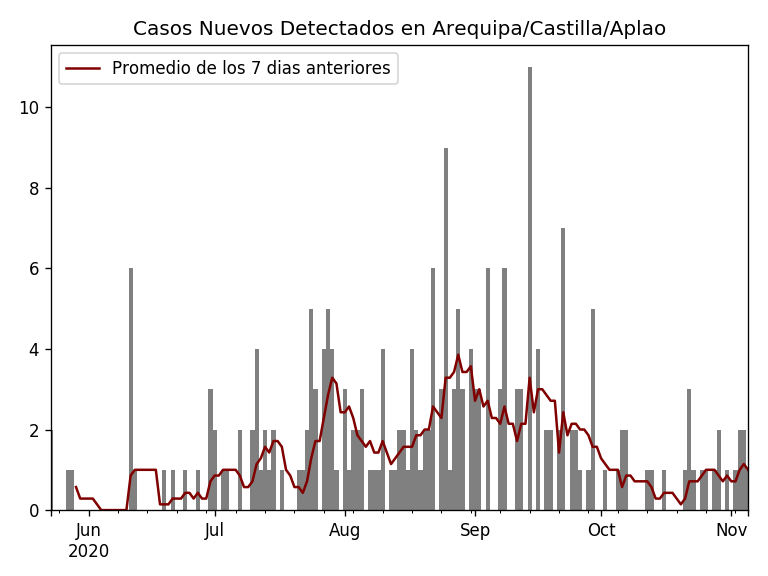 Casos Nuevos Detectados en Arequipa/Castilla/Aplao
Promedio de los 7 dias anteriores
10
8
6
4
2
0
Jun Jul Aug Sep Oct Nov
2020